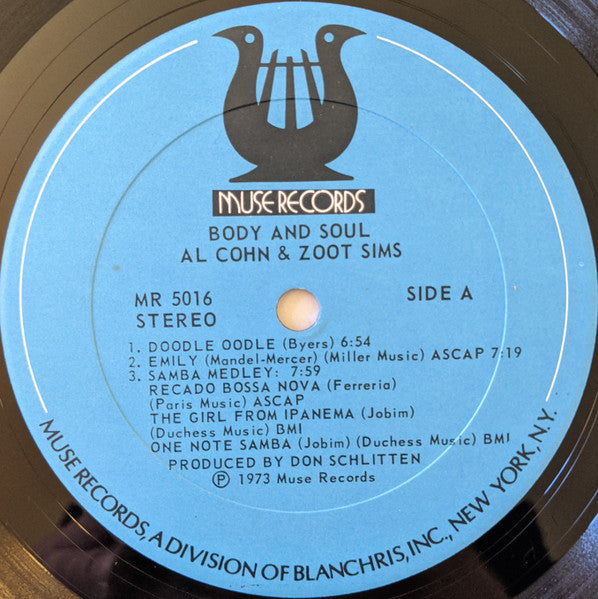 MUSE RECORDS
BODY AND SOUL
AL COHN & ZOOT SIMS
MR 5016 SIDE A
STEREO
1. DOODLE OODLE (Byers) 6:54
2. EMILY (Mandel-Mercer) (Miller Music) ASCAP 7:19
3. SAMBA MEDLEY: 7:59
RECADO BOSSA NOVA (Ferreria)
(Paris Music) ASCAP
THE GIRL FROM IPANEMA (Jobim)
(Duchess Music) BMI
ONE NOTE SAMBA (Jobim) (Duchess Music) BMI
PRODUCED BY DON SCHLITTEN
Ⓟ 1973 Muse Records
MUSE RECORDS, A DIVISION OF BLANCHRIS, INC., NEW YORK, N.Y.